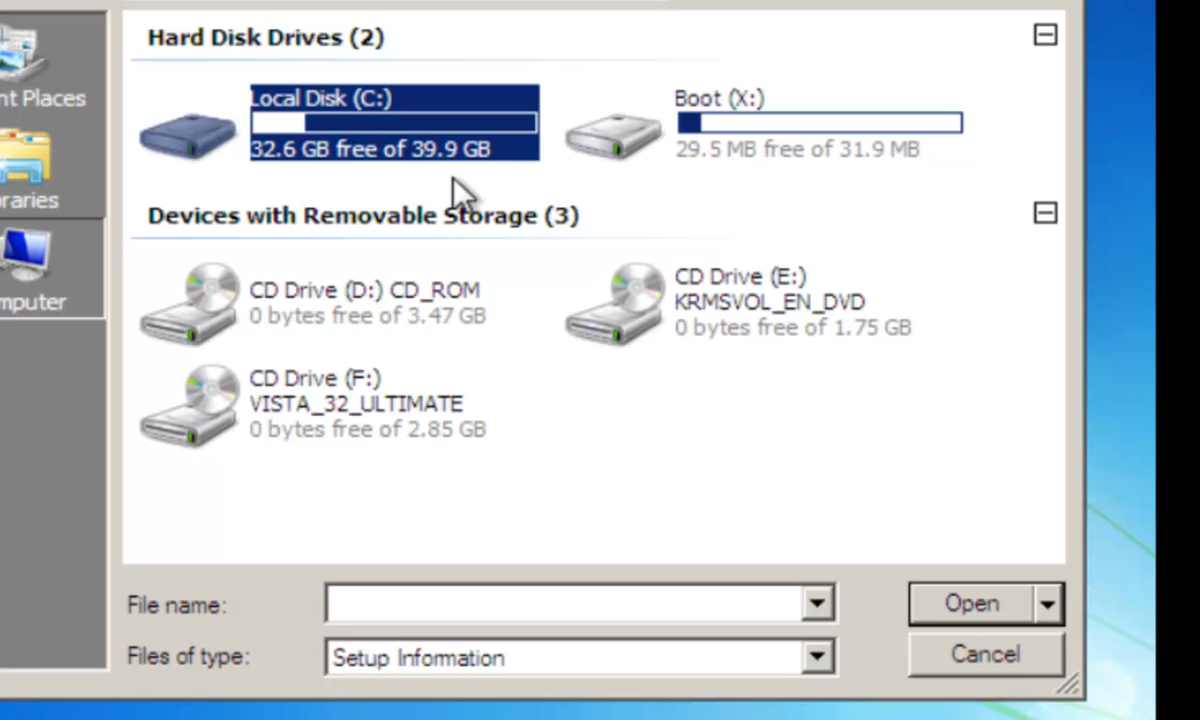 Hard Disk Drives (2)
nt Places
Local Disk (C:)
32.6 GB free of 39.9 GB
Boot (X:)
29.5 MB free of 31.9 MB
raries
Devices with Removable Storage (3)
mputer
CD Drive (D:) CD_ROM
0 bytes free of 3.47 GB
CD Drive (E:)
KRMSVOL_EN_DVD
0 bytes free of 1.75 GB
CD Drive (F:)
VISTA_32_ULTIMATE
0 bytes free of 2.85 GB
File name:
Open
Files of type:
Setup Information
Cancel